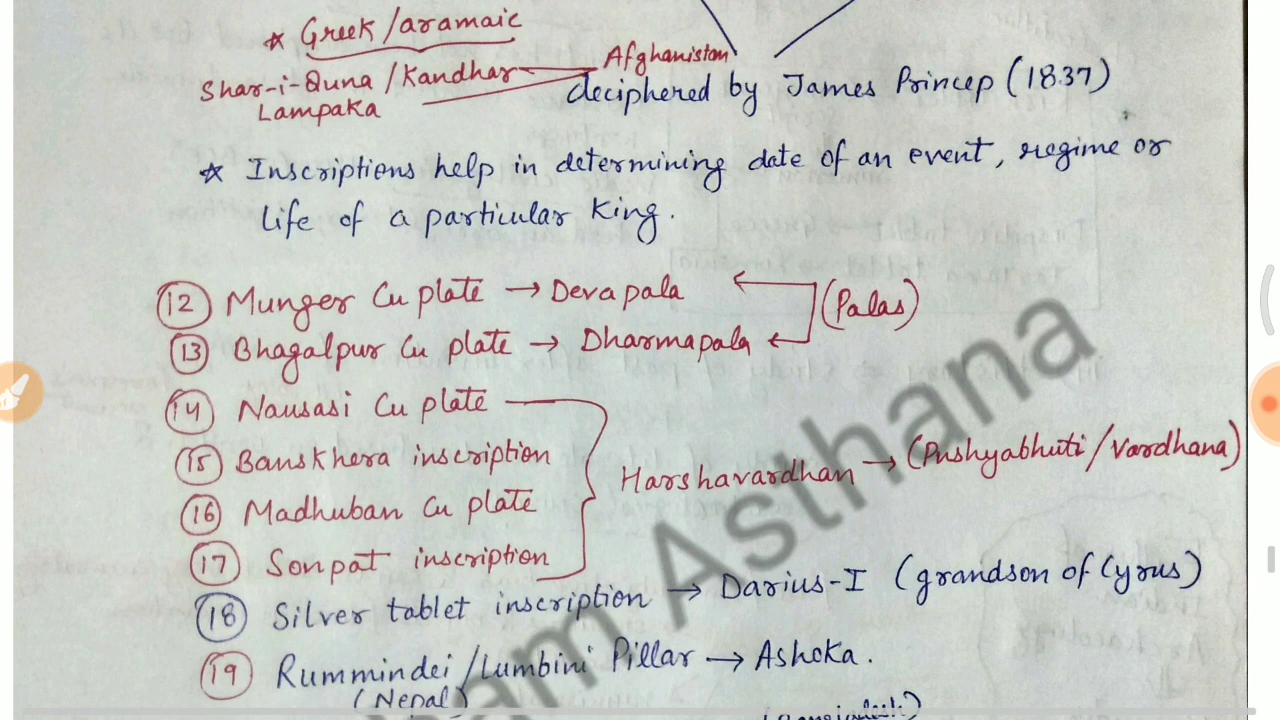 * Greek/aramaic
Shar-i-Quna /Kandhar Afghanistan
Lampaka
deciphered by James Princep (1837)
* Inscriptions help in determining date of an event, regime or
life of a particular King.
12 Munger Cu plate → Devapala
(Palas)
13 Bhagalpur Cu plate → Dharmapala
14 Nausasi Cu plate
15 Banskhera inscription
Harshavardhan → (Pushyabhuti/Vardhana)
16 Madhuban Cu plate
17 Sonpat inscription
18 Silver tablet inscription → Darius-I (grandson of Cyrus)
19 Rummindei/Lumbini Pillar → Ashoka.
(Nepal)
am Asthana